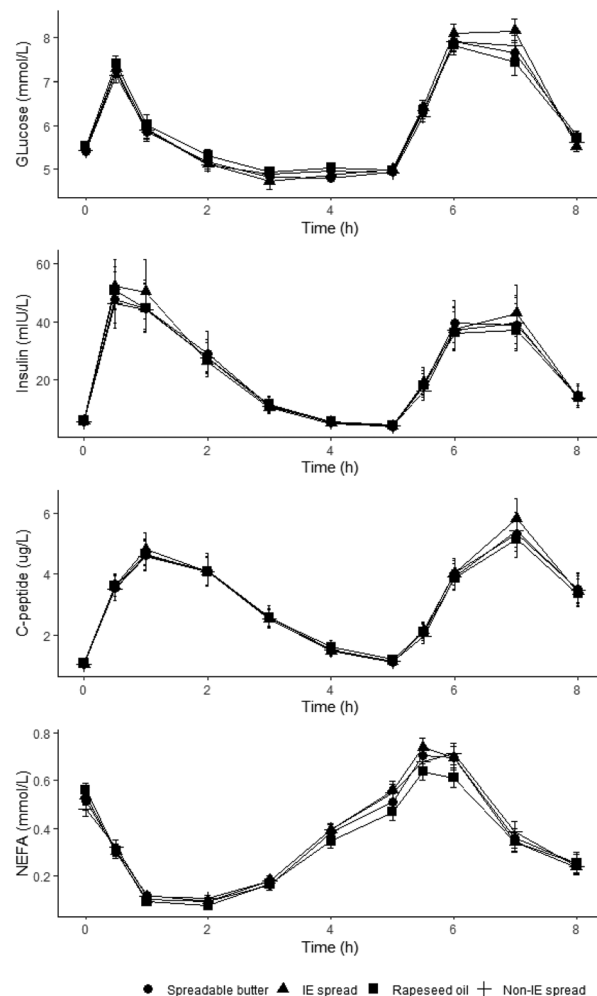 GLucose (mmol/L)
8
7
6
5
0 2 4 6 8
Time (h)
Insulin (mIU/L)
60
40
20
0 2 4 6 8
Time (h)
C-peptide (ug/L)
6
4
2
0 2 4 6 8
Time (h)
NEFA (mmol/L)
0.8
0.6
0.4
0.2
0 2 4 6 8
Time (h)
Spreadable butter IE spread Rapeseed oil Non-IE spread